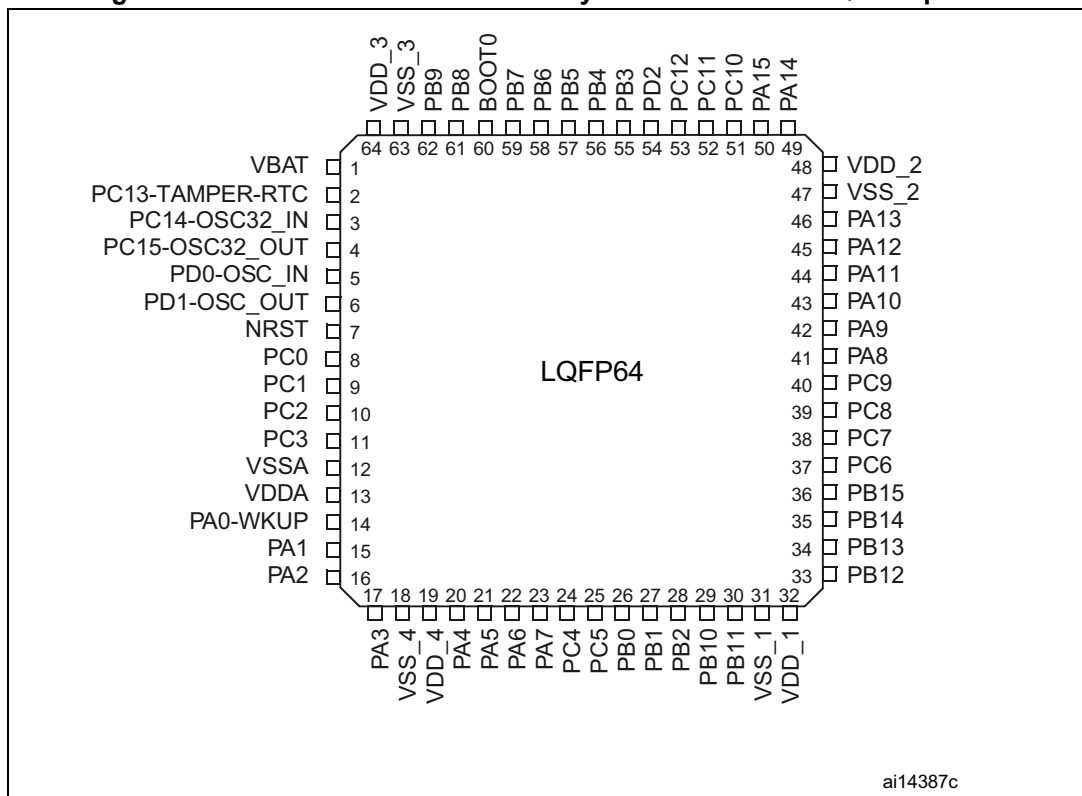 VDD_3
VSS_3
PB9
PB8
BOOT0
PB7
PB6
PB5
PB4
PB3
PD2
PC12
PC11
PC10
PA15
PA14
64 63 62 61 60 59 58 57 56 55 54 53 52 51 50 49
VBAT 1
PC13-TAMPER-RTC 2
PC14-OSC32_IN 3
PC15-OSC32_OUT 4
PD0-OSC_IN 5
PD1-OSC_OUT 6
NRST 7
PC0 8
PC1 9
PC2 10
PC3 11
VSSA 12
VDDA 13
PA0-WKUP 14
PA1 15
PA2 16
LQFP64
48 VDD_2
47 VSS_2
46 PA13
45 PA12
44 PA11
43 PA10
42 PA9
41 PA8
40 PC9
39 PC8
38 PC7
37 PC6
36 PB15
35 PB14
34 PB13
33 PB12
17 18 19 20 21 22 23 24 25 26 27 28 29 30 31 32
PA3
VSS_4
VDD_4
PA4
PA5
PA6
PA7
PC4
PC5
PB0
PB1
PB2
PB10
PB11
VSS_1
VDD_1
ai14387c